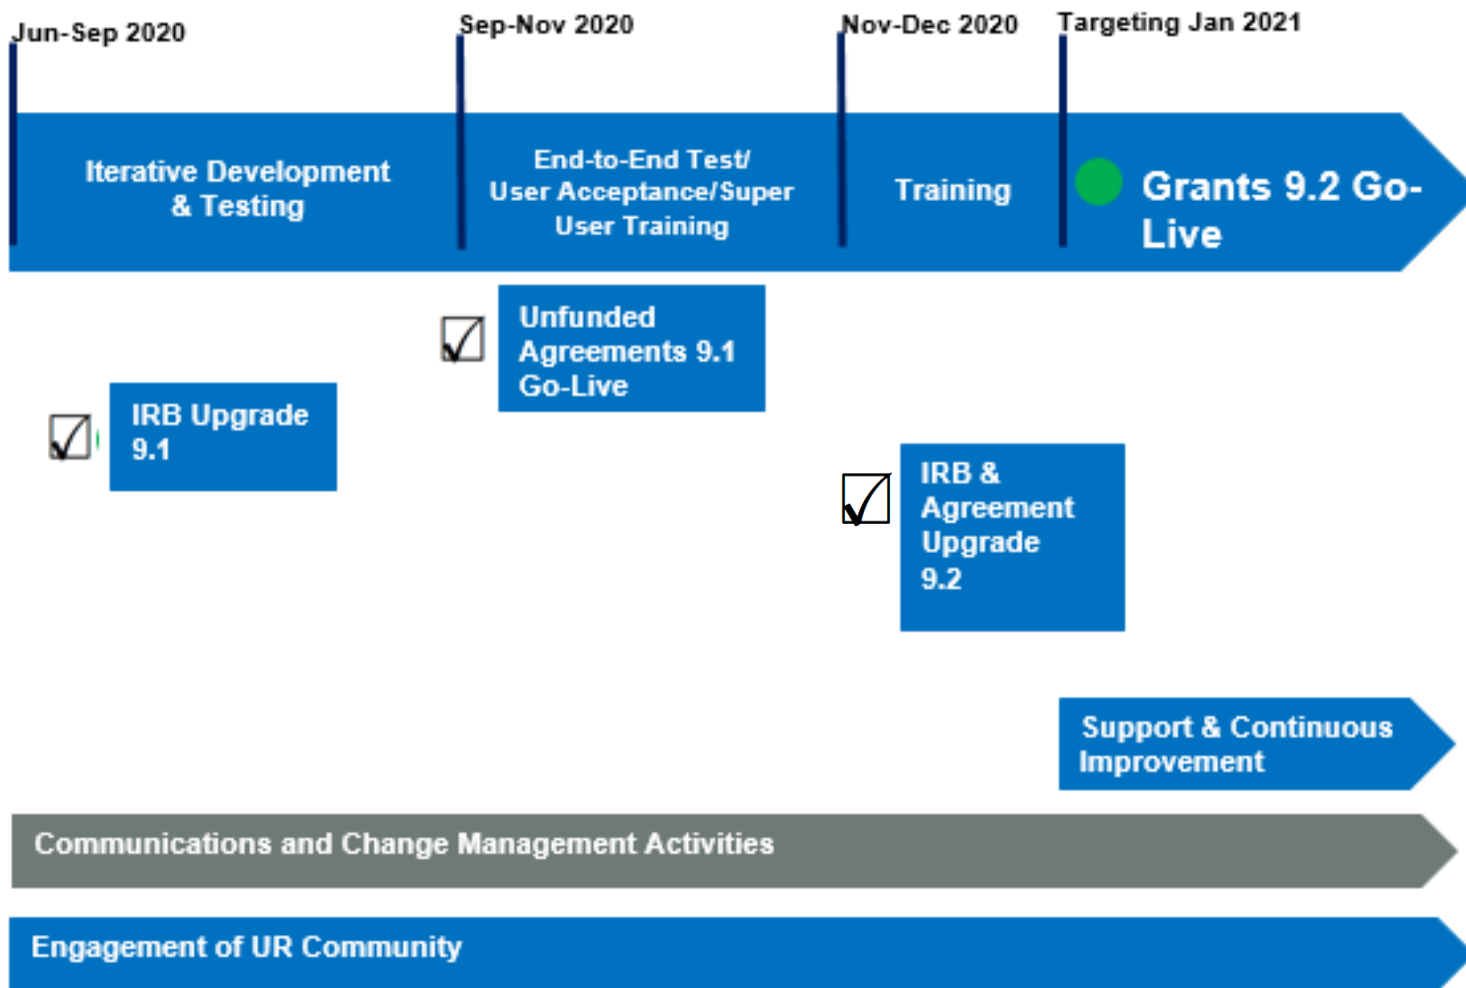 Jun-Sep 2020
Sep-Nov 2020
Nov-Dec 2020
Targeting Jan 2021
Iterative Development
& Testing
End-to-End Test/
User Acceptance/Super
User Training
Training
Grants 9.2 Go-
Live
Unfunded
Agreements 9.1
Go-Live
IRB Upgrade
9.1
IRB &
Agreement
Upgrade
9.2
Support & Continuous
Improvement
Communications and Change Management Activities
Engagement of UR Community